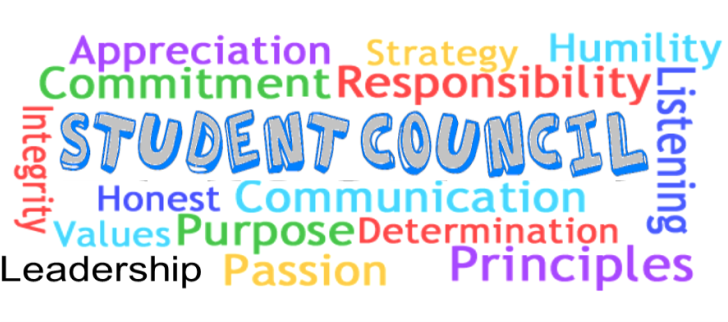 Appreciation Strategy Humility
Commitment Responsibility
Listening
Integrity
STUDENT COUNCIL
Honest Communication
Values Purpose Determination
Leadership Passion Principles